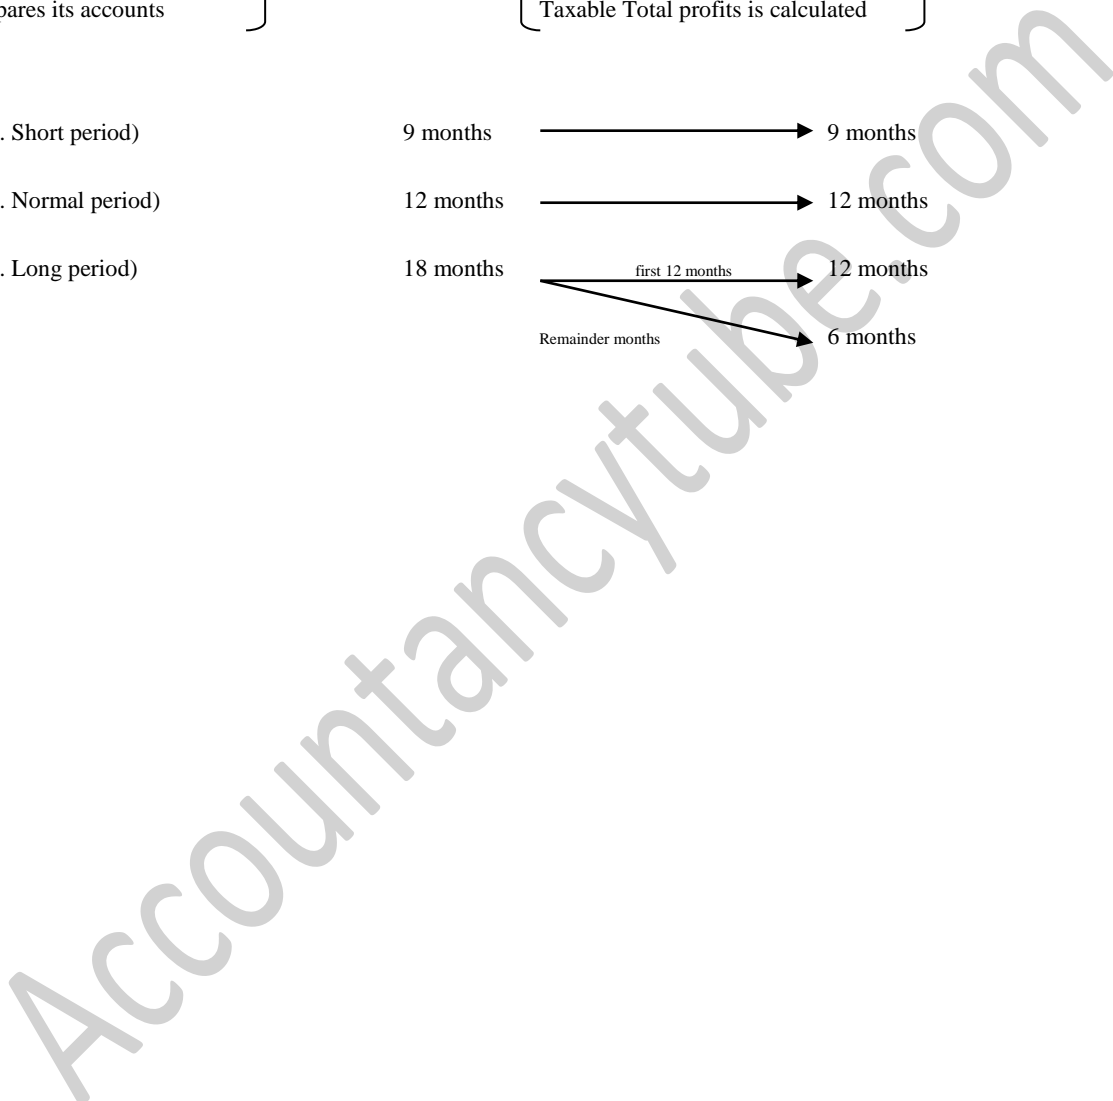 pares its accounts Taxable Total profits is calculated
. Short period) 9 months 9 months
. Normal period) 12 months 12 months
. Long period) 18 months first 12 months 12 months
Remainder months 6 months
Accountancytube.com